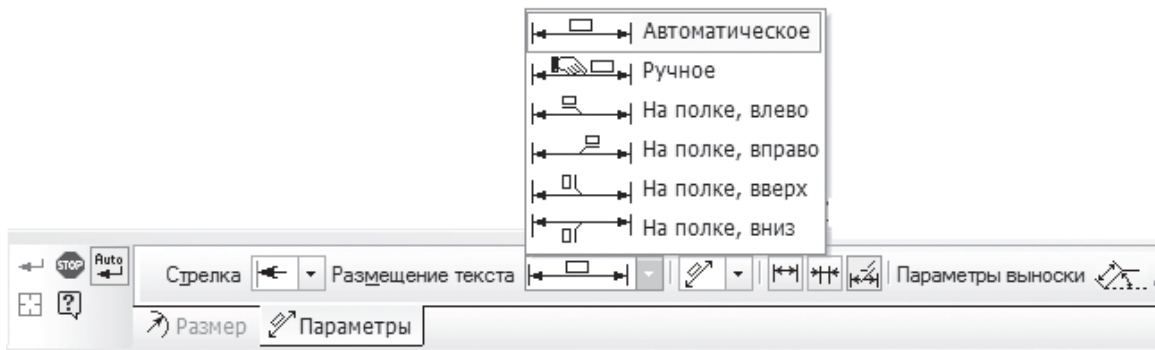 Автоматическое
Ручное
На полке, влево
На полке, вправо
На полке, вверх
На полке, вниз
STOP Auto
Стрелка Размещение текста Параметры выноски
Размер Параметры